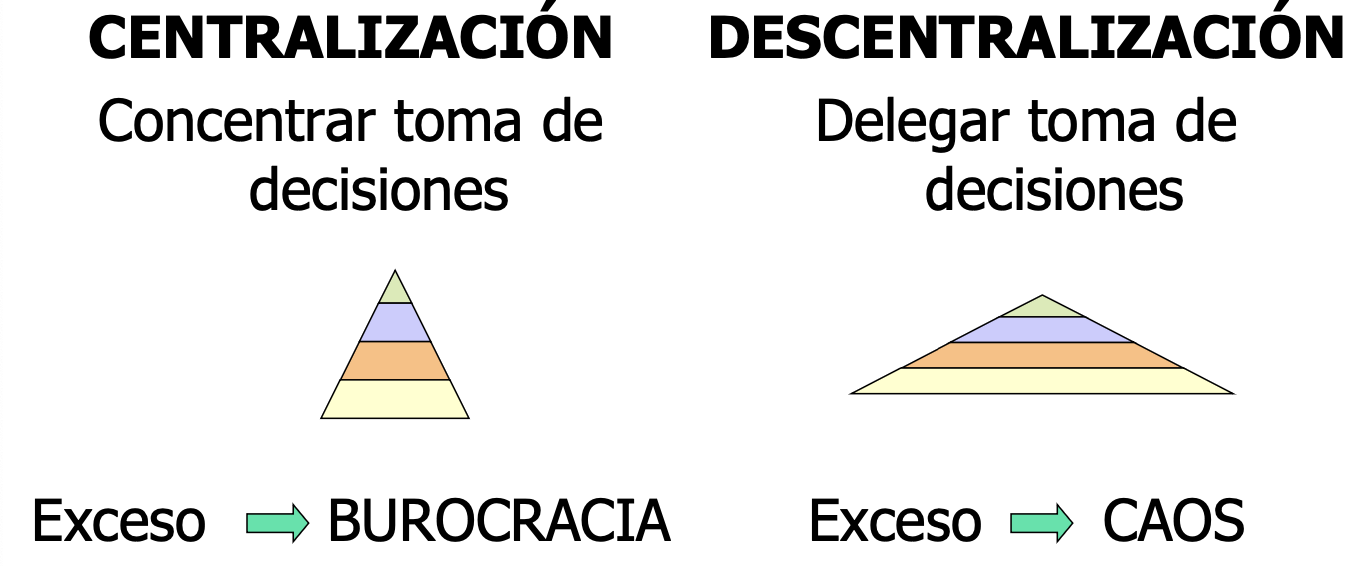 CENTRALIZACIÓN
Concentrar toma de
decisiones
Exceso BUROCRACIA
DESCENTRALIZACIÓN
Delegar toma de
decisiones
Exceso CAOS